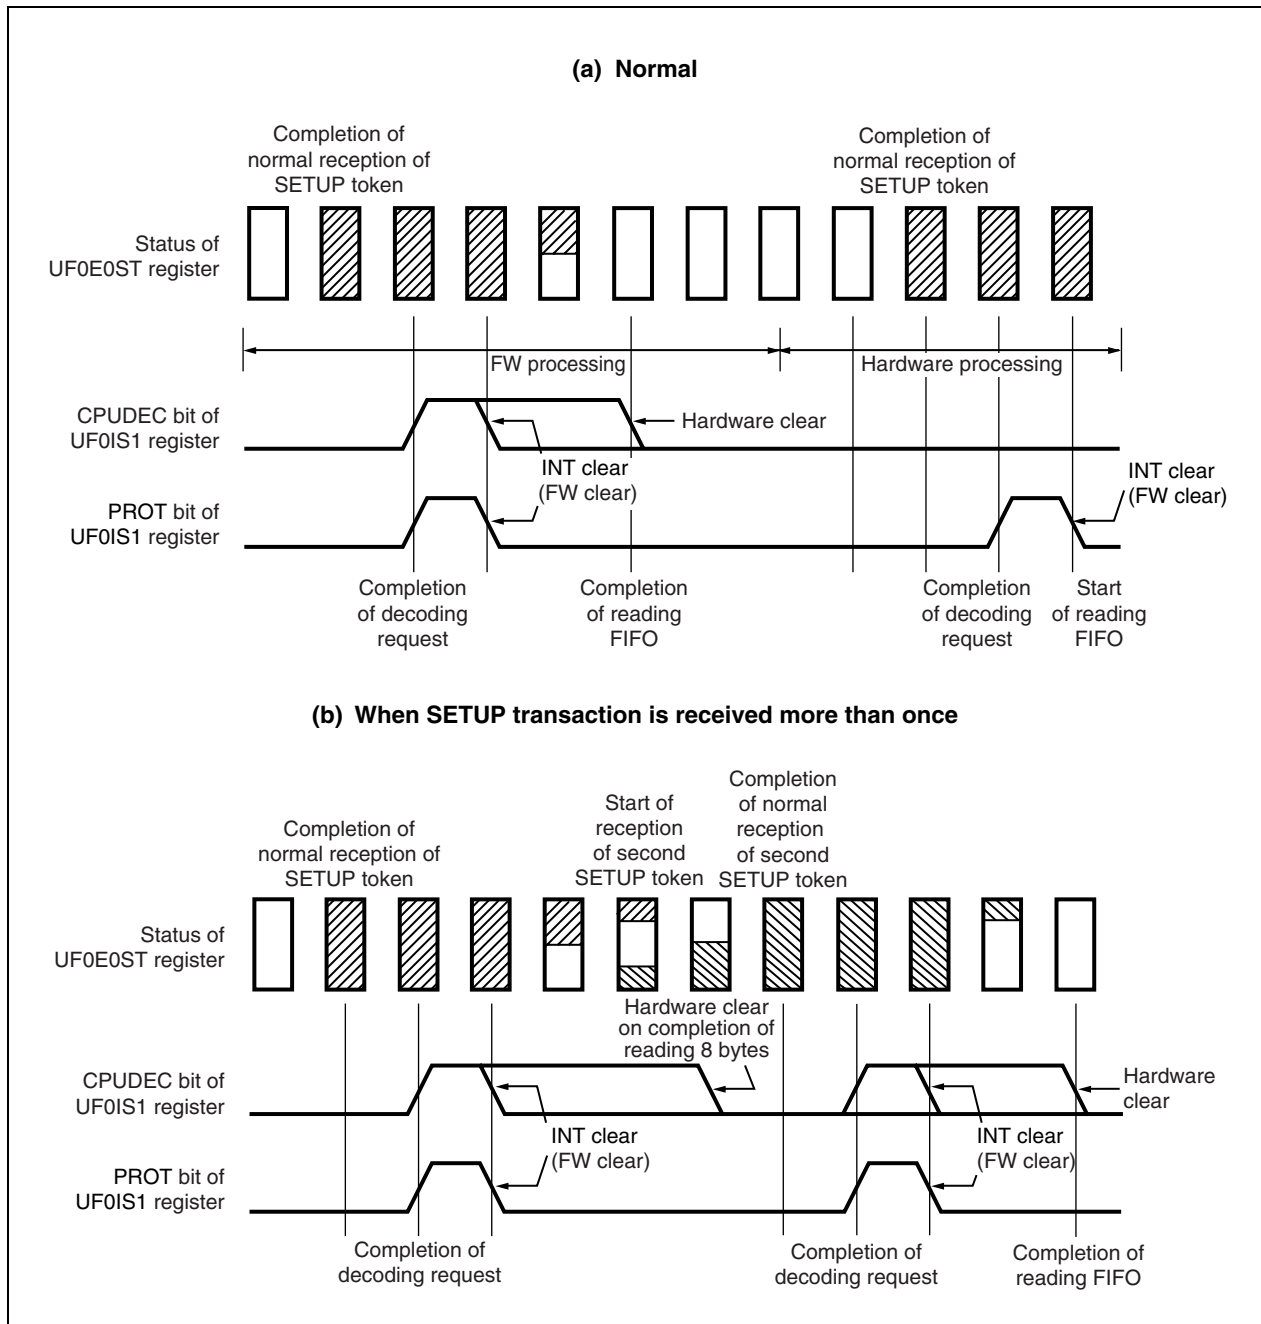 (a) Normal
Completion of
normal reception of
SETUP token
Completion of
normal reception of
SETUP token
Status of
UF0E0ST register
FW processing
Hardware processing
CPUDEC bit of
UF0IS1 register
Hardware clear
INT clear
(FW clear)
INT clear
(FW clear)
PROT bit of
UF0IS1 register
Completion
of decoding
request
Completion
of reading
FIFO
Completion
of decoding
request
Start
of reading
FIFO
(b) When SETUP transaction is received more than once
Completion of
normal reception of
SETUP token
Start of
reception
of second
SETUP token
Completion
of normal
reception
of second
SETUP token
Status of
UF0E0ST register
Hardware clear
on completion of
reading 8 bytes
CPUDEC bit of
UF0IS1 register
Hardware
clear
INT clear
(FW clear)
INT clear
(FW clear)
PROT bit of
UF0IS1 register
Completion of
decoding request
Completion of
decoding request
Completion of
reading FIFO